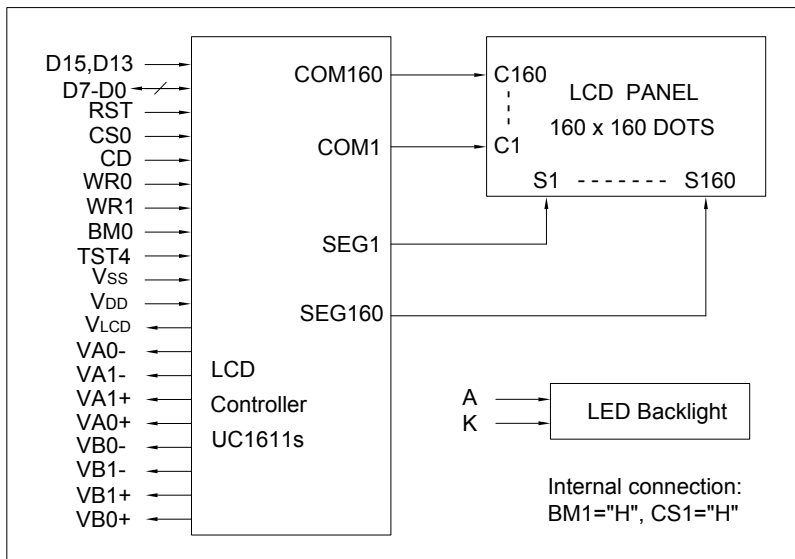 D15,D13
D7-D0
RST
CS0
CD
WR0
WR1
BM0
TST4
VSS
VDD
VLCD
VA0-
VA1-
VA1+
VA0+
VB0-
VB1-
VB1+
VB0+
COM160
COM1
SEG1
SEG160
LCD
Controller
UC1611s
C160
C1
LCD PANEL
160 x 160 DOTS
S1 ------- S160
A
K
LED Backlight
Internal connection:
BM1="H", CS1="H"